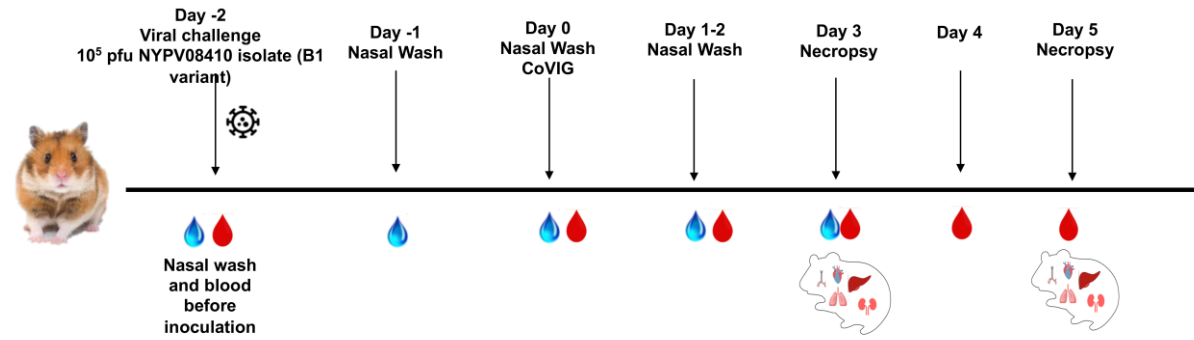 Day -2
Viral challenge
10⁵ pfu NYPV08410 isolate (B1
variant)
Day -1
Nasal Wash
Day 0
Nasal Wash
CoVIG
Day 1-2
Nasal Wash
Day 3
Necropsy
Day 4
Day 5
Necropsy
Nasal wash
and blood
before
inoculation